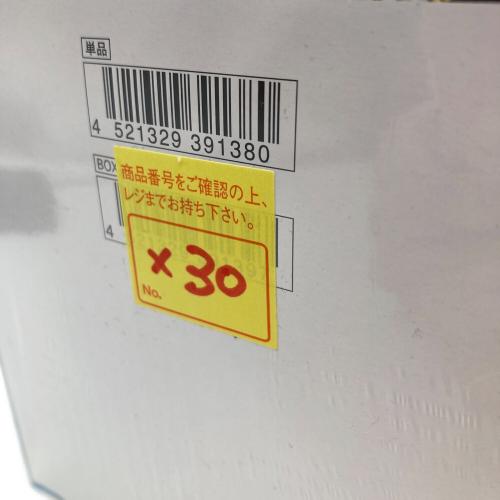 単品
4 521329 391380
BOX
商品番号をご確認の上、
レジまでお持ち下さい。
x 30
No.